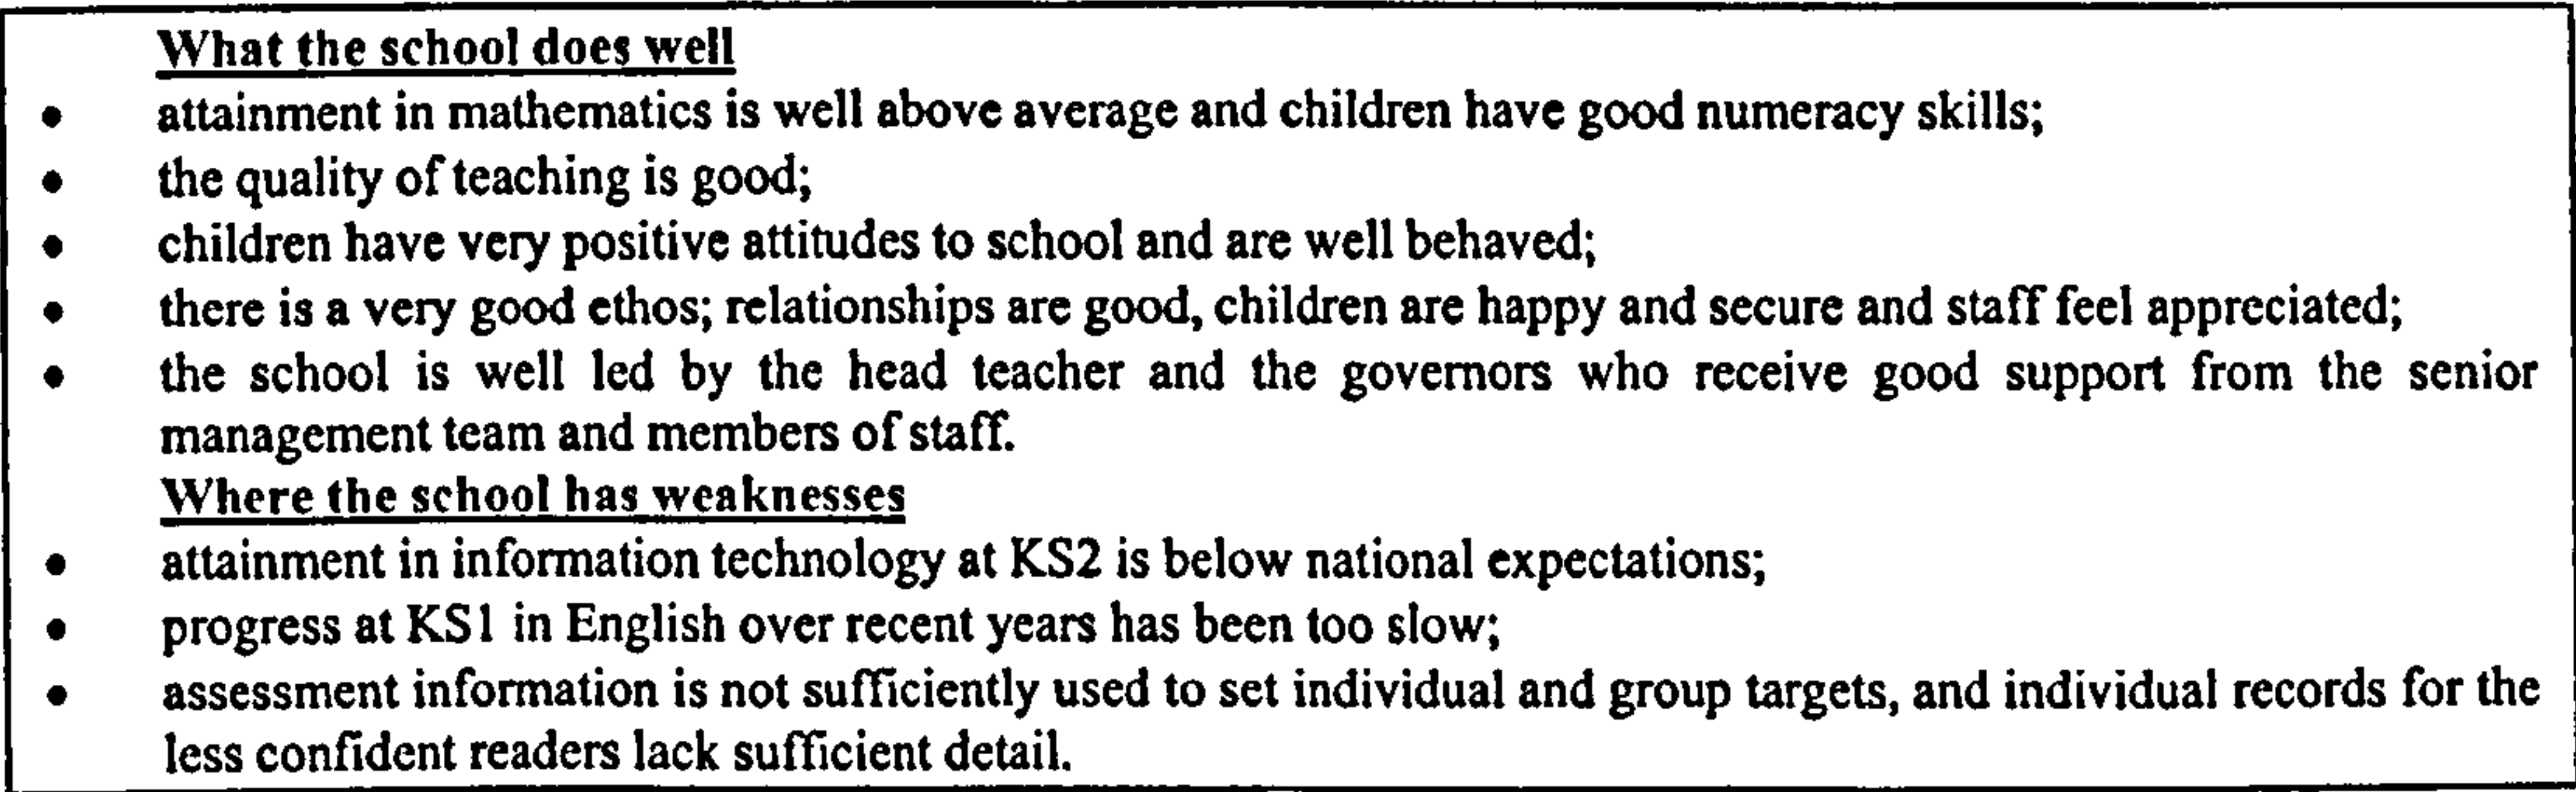 What the school does well
• attainment in mathematics is well above average and children have good numeracy skills;
• the quality of teaching is good;
• children have very positive attitudes to school and are well behaved;
• there is a very good ethos; relationships are good, children are happy and secure and staff feel appreciated;
• the school is well led by the head teacher and the governors who receive good support from the senior
management team and members of staff.
Where the school has weaknesses
• attainment in information technology at KS2 is below national expectations;
• progress at KS1 in English over recent years has been too slow;
• assessment information is not sufficiently used to set individual and group targets, and individual records for the
less confident readers lack sufficient detail.